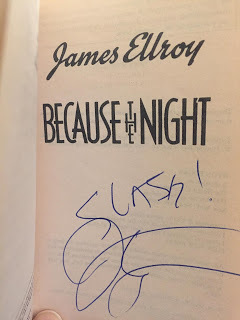 James Ellroy
BECAUSE THE NIGHT
SLASH!